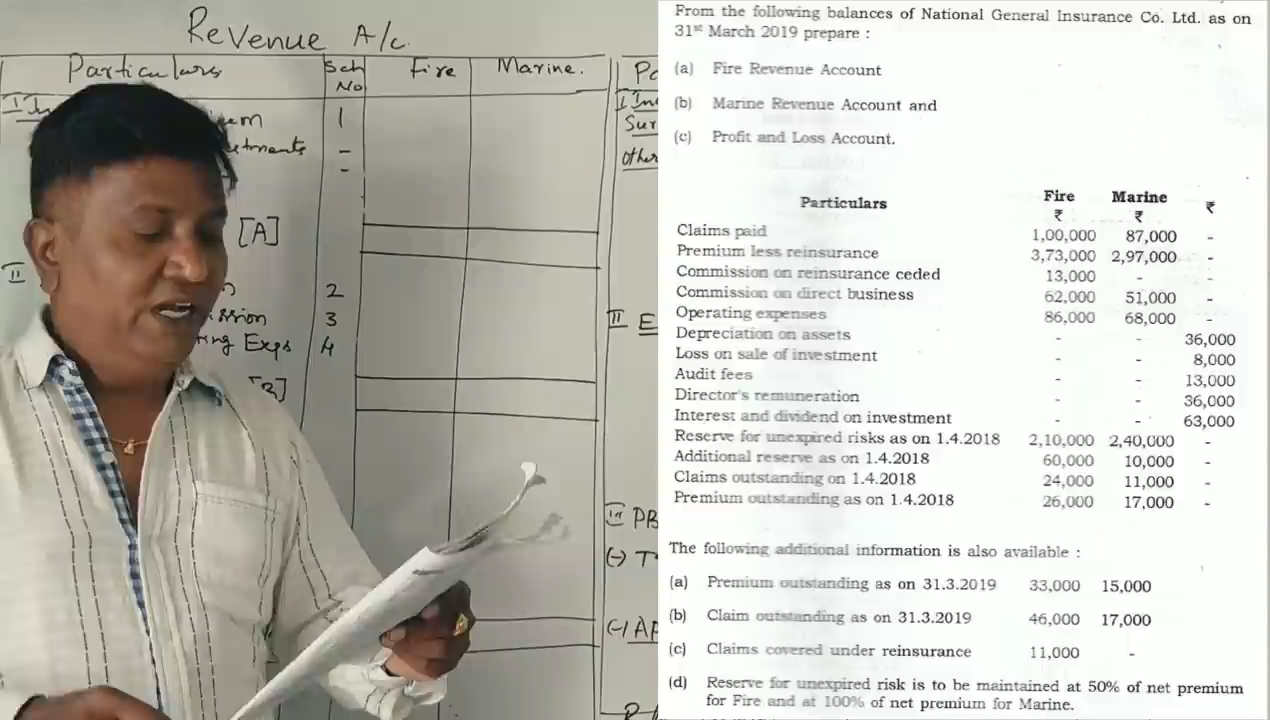 Revenue A/c.
Particulars Sch No Fire Marine.
I
1
-
-
[A]
II
2
3
Exps 4
B]
I
II E
III
(-) T
(-)
From the following balances of National General Insurance Co. Ltd. as on
31st March 2019 prepare :
(a) Fire Revenue Account
(b) Marine Revenue Account and
(c) Profit and Loss Account.
Particulars Fire ₹ Marine ₹ ₹
Claims paid 1,00,000 87,000 -
Premium less reinsurance 3,73,000 2,97,000 -
Commission on reinsurance ceded 13,000 - -
Commission on direct business 62,000 51,000 -
Operating expenses 86,000 68,000 -
Depreciation on assets - - 36,000
Loss on sale of investment - - 8,000
Audit fees - - 13,000
Director's remuneration - - 36,000
Interest and dividend on investment - - 63,000
Reserve for unexpired risks as on 1.4.2018 2,10,000 2,40,000 -
Additional reserve as on 1.4.2018 60,000 10,000 -
Claims outstanding on 1.4.2018 24,000 11,000 -
Premium outstanding as on 1.4.2018 26,000 17,000 -
The following additional information is also available :
(a) Premium outstanding as on 31.3.2019 33,000 15,000
(b) Claim outstanding as on 31.3.2019 46,000 17,000
(c) Claims covered under reinsurance 11,000 -
(d) Reserve for unexpired risk is to be maintained at 50% of net premium
for Fire and at 100% of net premium for Marine.